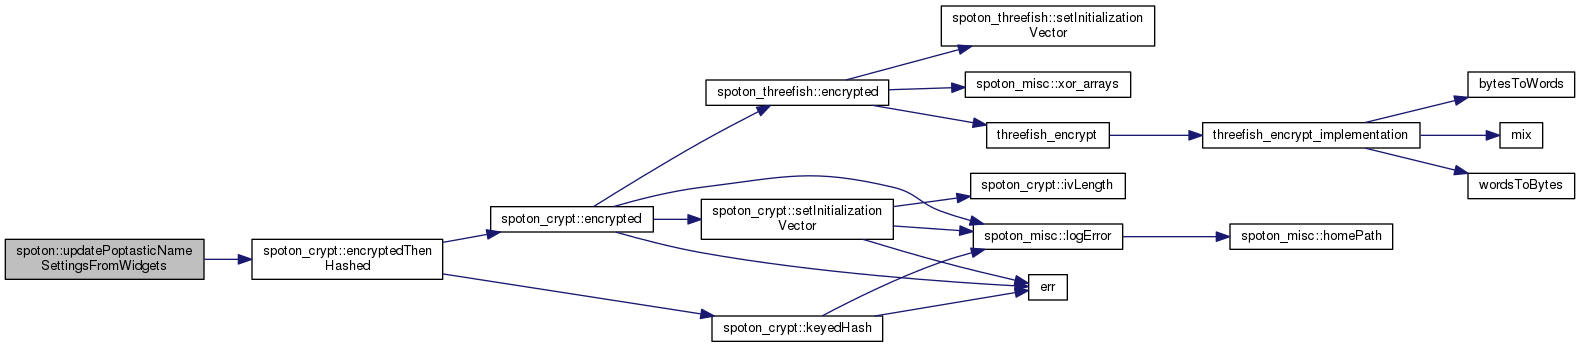 spoton::updatePoptasticName
SettingsFromWidgets
spoton_crypt::encryptedThen
Hashed
spoton_crypt::encrypted
spoton_threefish::encrypted
spoton_threefish::setInitialization
Vector
spoton_misc::xor_arrays
threefish_encrypt
threefish_encrypt_implementation
bytesToWords
mix
wordsToBytes
spoton_crypt::setInitialization
Vector
spoton_crypt::ivLength
spoton_misc::logError
spoton_misc::homePath
err
spoton_crypt::keyedHash